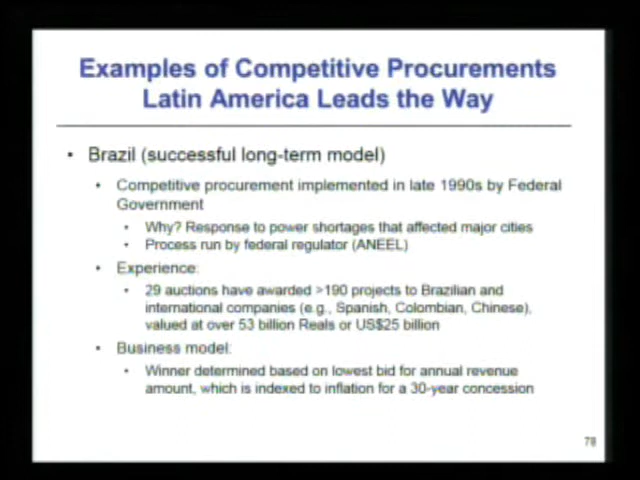 Examples of Competitive Procurements
Latin America Leads the Way
• Brazil (successful long-term model)
• Competitive procurement implemented in late 1990s by Federal
Government
• Why? Response to power shortages that affected major cities
• Process run by federal regulator (ANEEL)
• Experience:
• 29 auctions have awarded >190 projects to Brazilian and
international companies (e.g., Spanish, Colombian, Chinese),
valued at over 53 billion Reals or US$25 billion
• Business model:
• Winner determined based on lowest bid for annual revenue
amount, which is indexed to inflation for a 30-year concession
78